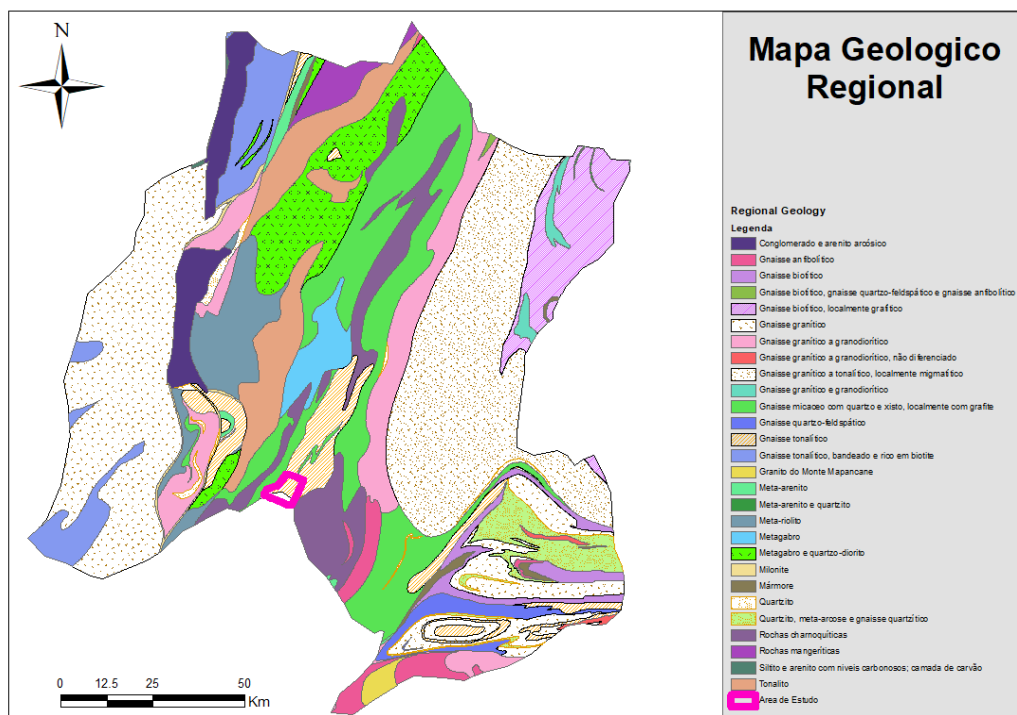 N
Mapa Geologico
Regional
Regional Geology
Legenda
Conglomerado e arenito arcósico
Gnaisse anfibolítico
Gnaisse biotítico
Gnaisse biotítico, gnaisse quartzo-feldspático e gnaisse anfibolítico
Gnaisse biotítico, localmente grafítico
Gnaisse granítico
Gnaisse granítico a granodiorítico
Gnaisse granítico a granodiorítico, não diferenciado
Gnaisse granítico a tonalítico, localmente migmatítico
Gnaisse granítico e granodiorítico
Gnaisse micaceo com quartzo e xisto, localmente com grafite
Gnaisse quartzo-feldspático
Gnaisse tonalítico
Gnaisse tonalítico, bandeado e rico em biotite
Granito do Monte Mapancane
Meta-arenito
Meta-arenito e quartzito
Meta-riolito
Metagabro
Metagabro e quartzo-diorito
Milonite
Mármore
Quartzito
Quartzito, meta-arcose e gnaisse quartzítico
Rochas charnoquíticas
Rochas mangeríticas
Siltito e arenito com níveis carbonosos; camada de carvão
Tonalito
Area de Estudo
0 12.5 25 50
Km